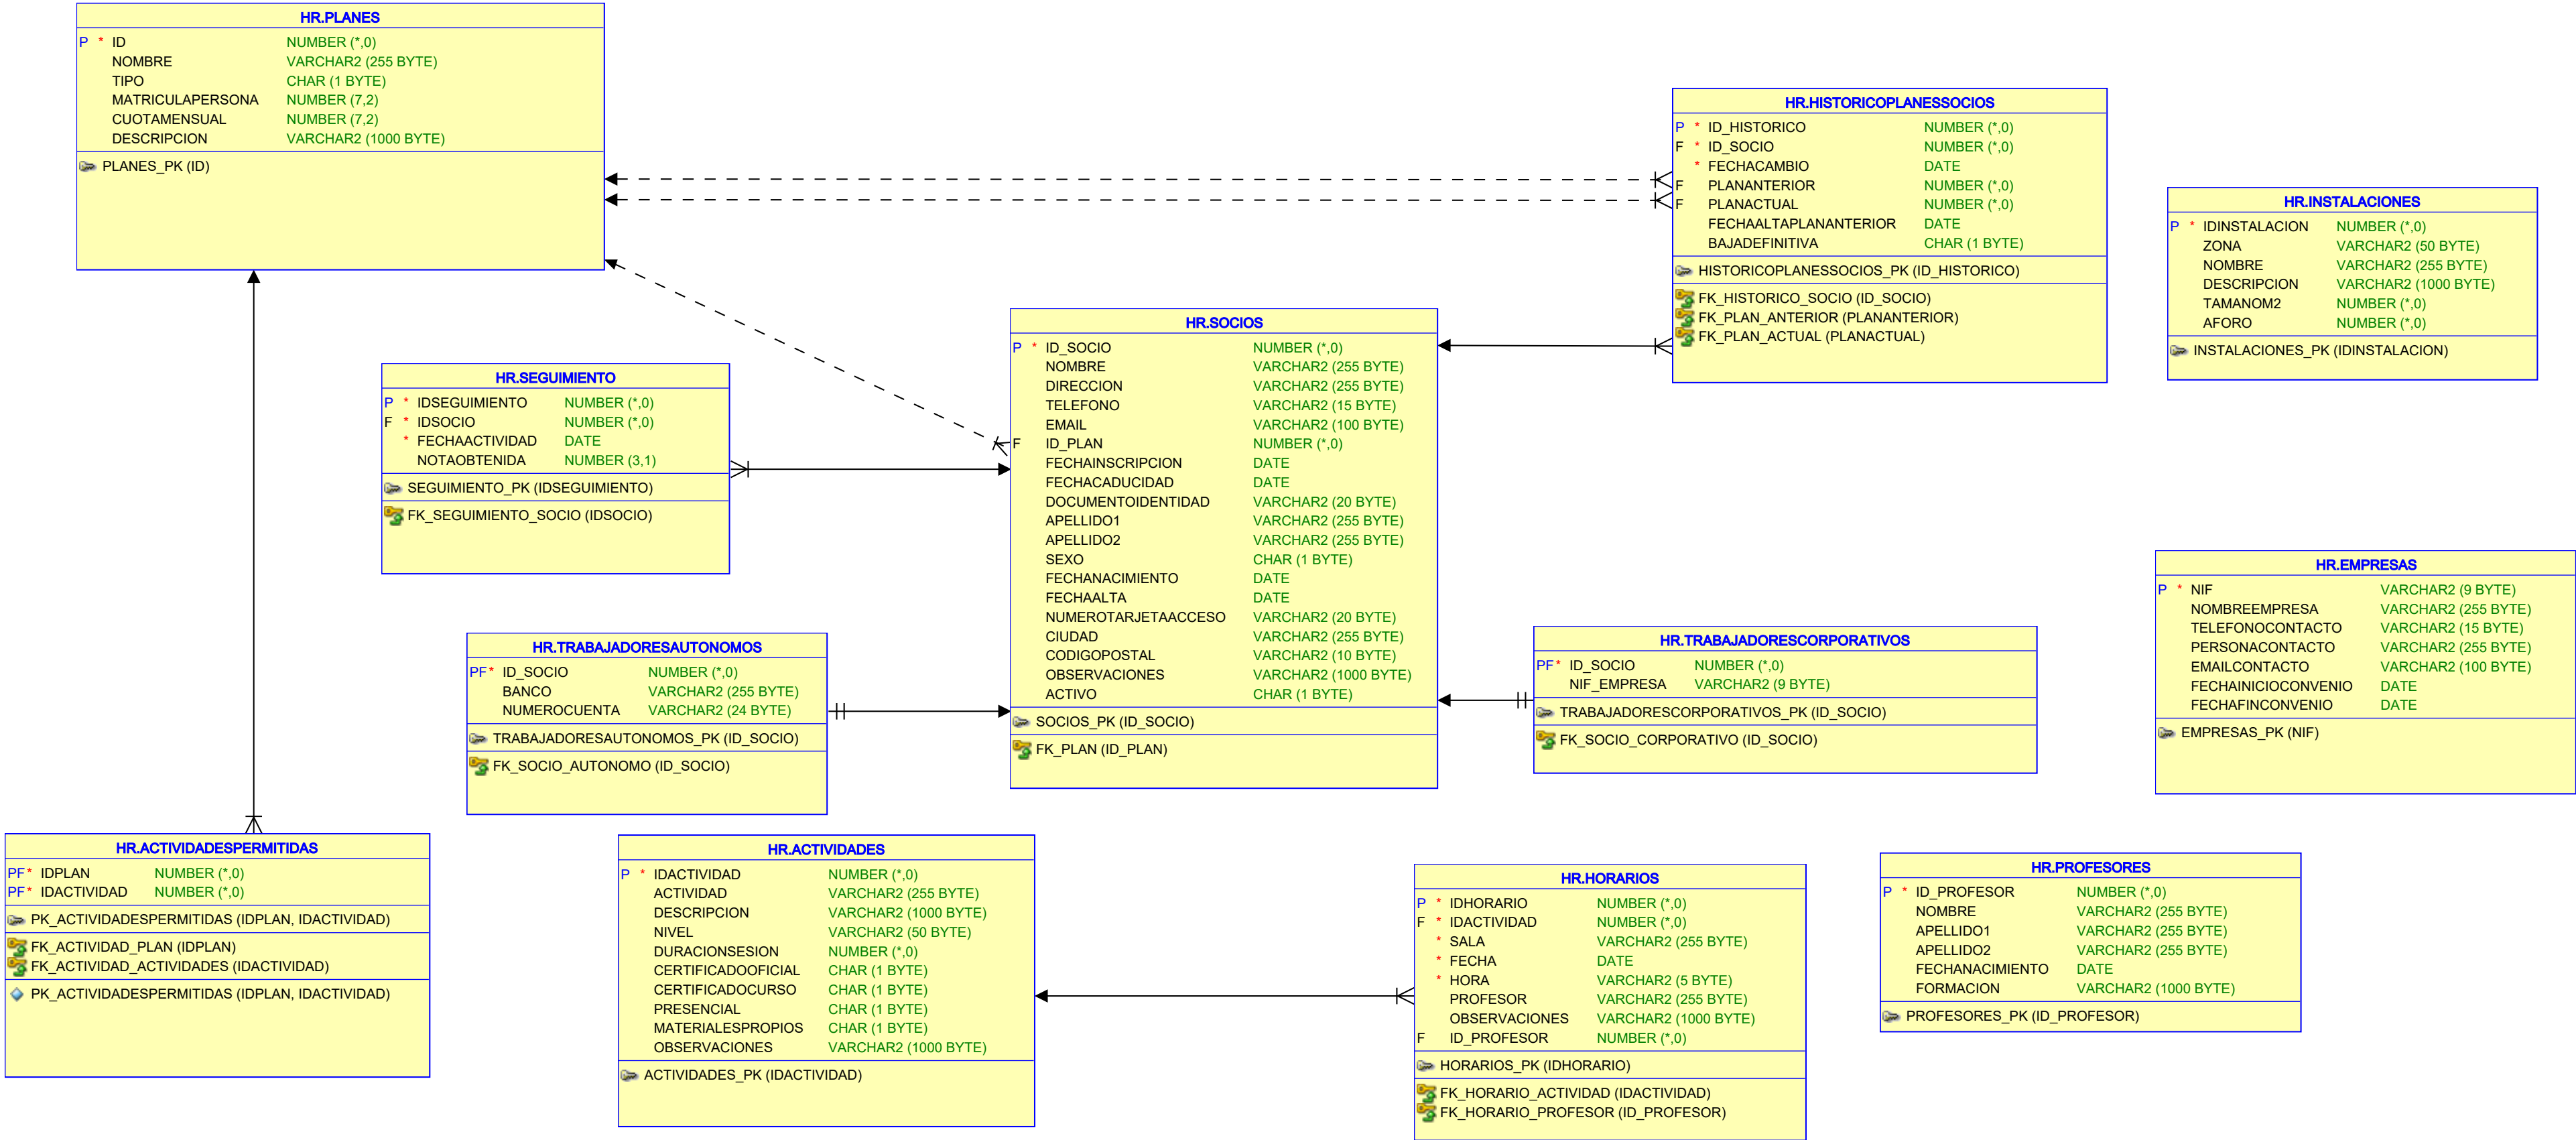 HR.PLANES
P * ID NUMBER (*,0)
NOMBRE VARCHAR2 (255 BYTE)
TIPO CHAR (1 BYTE)
MATRICULAPERSONA NUMBER (7,2)
CUOTAMENSUAL NUMBER (7,2)
DESCRIPCION VARCHAR2 (1000 BYTE)
PLANES_PK (ID)
HR.HISTORICOPLANESSOCIOS
P * ID_HISTORICO NUMBER (*,0)
F * ID_SOCIO NUMBER (*,0)
* FECHACAMBIO DATE
F PLANANTERIOR NUMBER (*,0)
F PLANACTUAL NUMBER (*,0)
FECHAALTAPLANANTERIOR DATE
BAJADEFINITIVA CHAR (1 BYTE)
HISTORICOPLANESSOCIOS_PK (ID_HISTORICO)
FK_HISTORICO_SOCIO (ID_SOCIO)
FK_PLAN_ANTERIOR (PLANANTERIOR)
FK_PLAN_ACTUAL (PLANACTUAL)
HR.INSTALACIONES
P * IDINSTALACION NUMBER (*,0)
ZONA VARCHAR2 (50 BYTE)
NOMBRE VARCHAR2 (255 BYTE)
DESCRIPCION VARCHAR2 (1000 BYTE)
TAMANOM2 NUMBER (*,0)
AFORO NUMBER (*,0)
INSTALACIONES_PK (IDINSTALACION)
HR.SEGUIMIENTO
P * IDSEGUIMIENTO NUMBER (*,0)
F * IDSOCIO NUMBER (*,0)
* FECHAACTIVIDAD DATE
NOTAOBTENIDA NUMBER (3,1)
SEGUIMIENTO_PK (IDSEGUIMIENTO)
FK_SEGUIMIENTO_SOCIO (IDSOCIO)
HR.SOCIOS
P * ID_SOCIO NUMBER (*,0)
NOMBRE VARCHAR2 (255 BYTE)
DIRECCION VARCHAR2 (255 BYTE)
TELEFONO VARCHAR2 (15 BYTE)
EMAIL VARCHAR2 (100 BYTE)
F ID_PLAN NUMBER (*,0)
FECHAINSCRIPCION DATE
FECHACADUCIDAD DATE
DOCUMENTOIDENTIDAD VARCHAR2 (20 BYTE)
APELLIDO1 VARCHAR2 (255 BYTE)
APELLIDO2 VARCHAR2 (255 BYTE)
SEXO CHAR (1 BYTE)
FECHANACIMIENTO DATE
FECHAALTA DATE
NUMEROTARJETAACCESO VARCHAR2 (20 BYTE)
CIUDAD VARCHAR2 (255 BYTE)
CODIGOPOSTAL VARCHAR2 (10 BYTE)
OBSERVACIONES VARCHAR2 (1000 BYTE)
ACTIVO CHAR (1 BYTE)
SOCIOS_PK (ID_SOCIO)
FK_PLAN (ID_PLAN)
HR.EMPRESAS
P * NIF VARCHAR2 (9 BYTE)
NOMBREEMPRESA VARCHAR2 (255 BYTE)
TELEFONOCONTACTO VARCHAR2 (15 BYTE)
PERSONACONTACTO VARCHAR2 (255 BYTE)
EMAILCONTACTO VARCHAR2 (100 BYTE)
FECHAINICIOCONVENIO DATE
FECHAFINCONVENIO DATE
EMPRESAS_PK (NIF)
HR.TRABAJADORESAUTONOMOS
PF* ID_SOCIO NUMBER (*,0)
BANCO VARCHAR2 (255 BYTE)
NUMEROCUENTA VARCHAR2 (24 BYTE)
TRABAJADORESAUTONOMOS_PK (ID_SOCIO)
FK_SOCIO_AUTONOMO (ID_SOCIO)
HR.TRABAJADORESCORPORATIVOS
PF* ID_SOCIO NUMBER (*,0)
NIF_EMPRESA VARCHAR2 (9 BYTE)
TRABAJADORESCORPORATIVOS_PK (ID_SOCIO)
FK_SOCIO_CORPORATIVO (ID_SOCIO)
HR.ACTIVIDADESPERMITIDAS
PF* IDPLAN NUMBER (*,0)
PF* IDACTIVIDAD NUMBER (*,0)
PK_ACTIVIDADESPERMITIDAS (IDPLAN, IDACTIVIDAD)
FK_ACTIVIDAD_PLAN (IDPLAN)
FK_ACTIVIDAD_ACTIVIDADES (IDACTIVIDAD)
PK_ACTIVIDADESPERMITIDAS (IDPLAN, IDACTIVIDAD)
HR.ACTIVIDADES
P * IDACTIVIDAD NUMBER (*,0)
ACTIVIDAD VARCHAR2 (255 BYTE)
DESCRIPCION VARCHAR2 (1000 BYTE)
NIVEL VARCHAR2 (50 BYTE)
DURACIONSESION NUMBER (*,0)
CERTIFICADOOFICIAL CHAR (1 BYTE)
CERTIFICADOCURSO CHAR (1 BYTE)
PRESENCIAL CHAR (1 BYTE)
MATERIALESPROPIOS CHAR (1 BYTE)
OBSERVACIONES VARCHAR2 (1000 BYTE)
ACTIVIDADES_PK (IDACTIVIDAD)
HR.HORARIOS
P * IDHORARIO NUMBER (*,0)
F * IDACTIVIDAD NUMBER (*,0)
* SALA VARCHAR2 (255 BYTE)
* FECHA DATE
* HORA VARCHAR2 (5 BYTE)
PROFESOR VARCHAR2 (255 BYTE)
OBSERVACIONES VARCHAR2 (1000 BYTE)
F ID_PROFESOR NUMBER (*,0)
HORARIOS_PK (IDHORARIO)
FK_HORARIO_ACTIVIDAD (IDACTIVIDAD)
FK_HORARIO_PROFESOR (ID_PROFESOR)
HR.PROFESORES
P * ID_PROFESOR NUMBER (*,0)
NOMBRE VARCHAR2 (255 BYTE)
APELLIDO1 VARCHAR2 (255 BYTE)
APELLIDO2 VARCHAR2 (255 BYTE)
FECHANACIMIENTO DATE
FORMACION VARCHAR2 (1000 BYTE)
PROFESORES_PK (ID_PROFESOR)